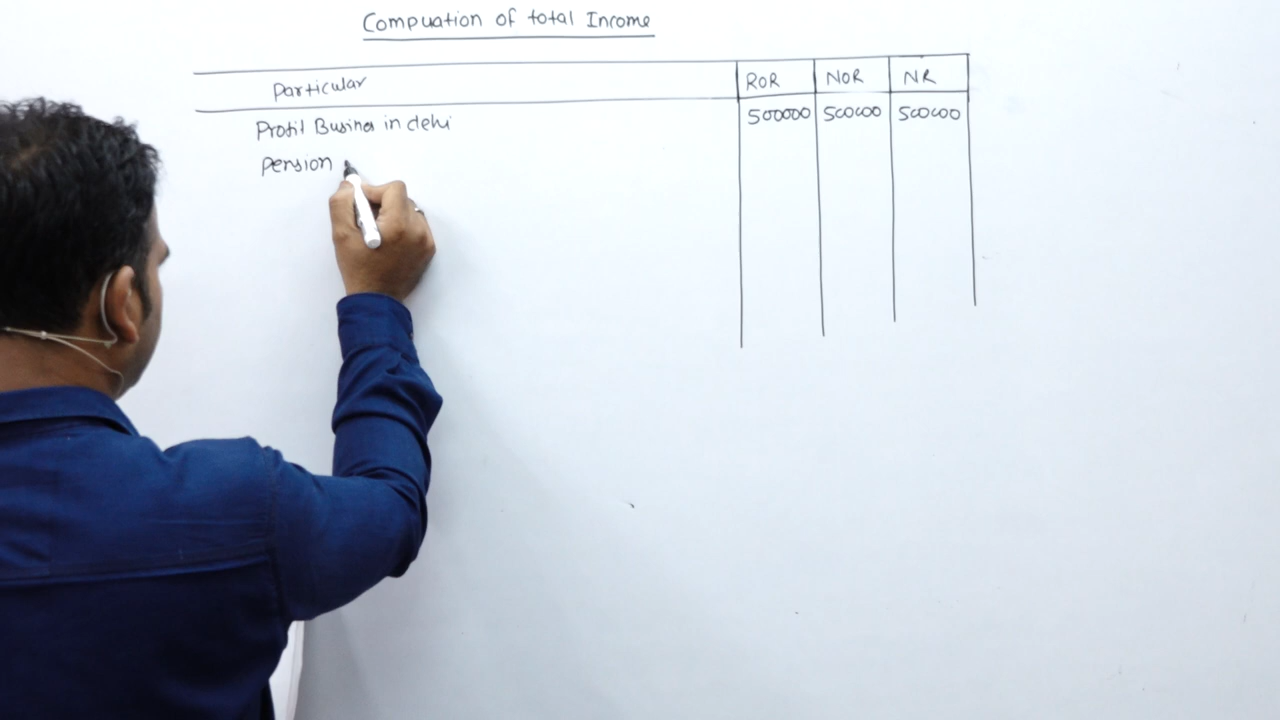 Compuation of total Income
Particular ROR NOR NR
Profit Busines in delhi 500000 500000 500000
Pension